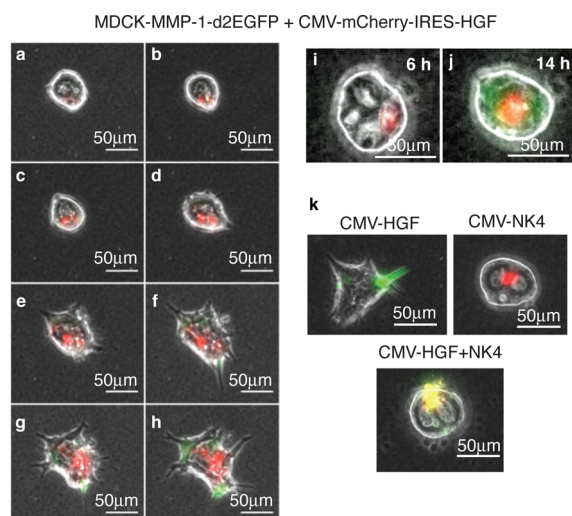 MDCK-MMP-1-d2EGFP + CMV-mCherry-IRES-HGF
a
50μm
b
50μm
c
50μm
d
50μm
e
50μm
f
50μm
g
50μm
h
50μm
i
6 h
50μm
j
14 h
50μm
k
CMV-HGF
50μm
CMV-NK4
50μm
CMV-HGF+NK4
50μm